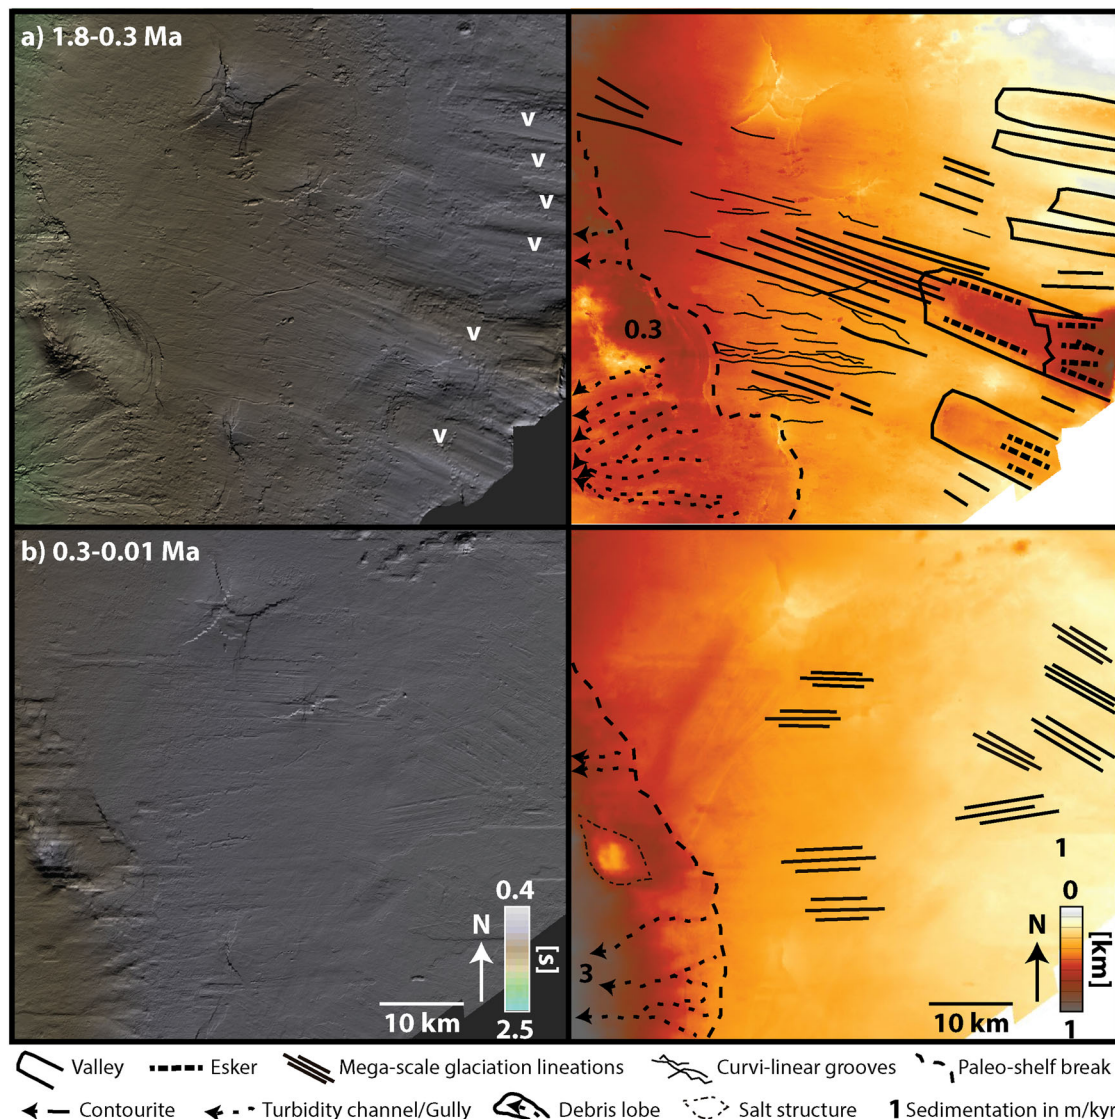 a) 1.8-0.3 Ma
v
v
v
v
v
v
0.3
b) 0.3-0.01 Ma
0.4
[s]
2.5
N
10 km
3
1
0
[km]
1
N
10 km
Valley Esker Mega-scale glaciation lineations Curvi-linear grooves Paleo-shelf break
Contourite Turbidity channel/Gully Debris lobe Salt structure 1 Sedimentation in m/kyr